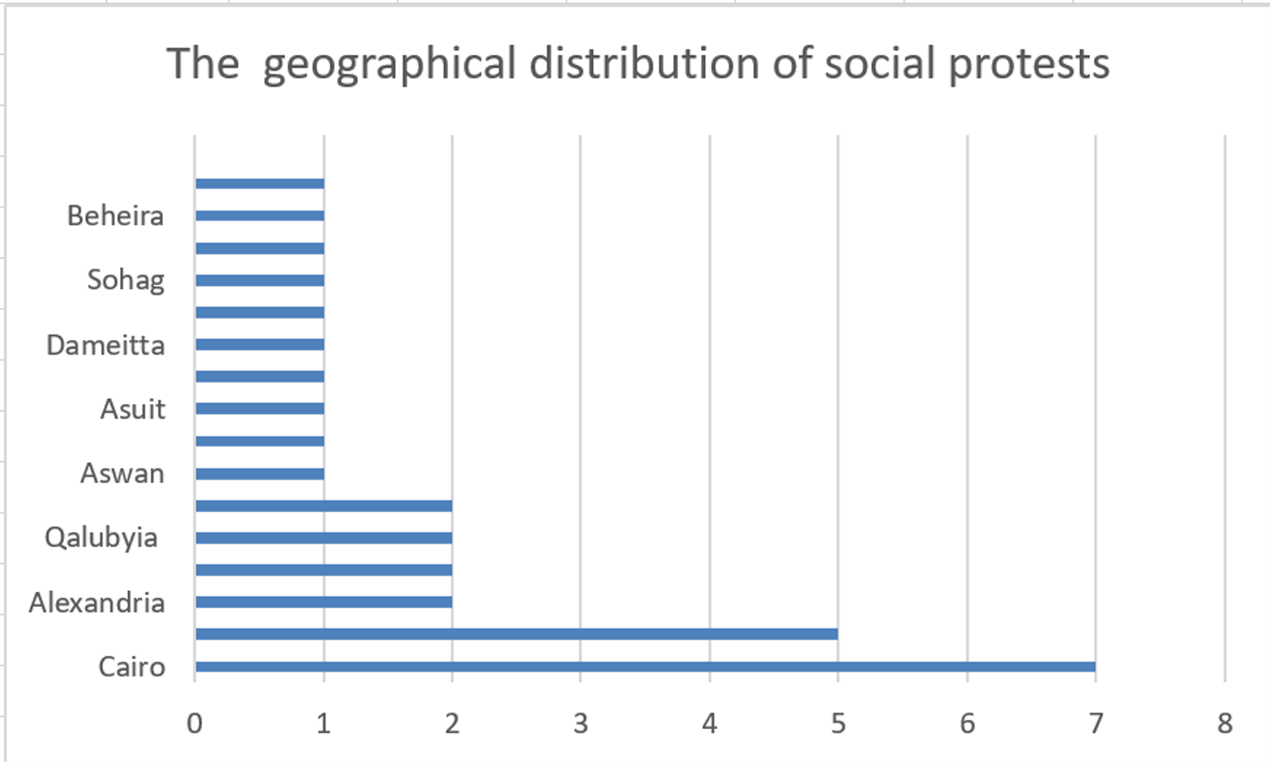 The  geographical distribution of social protests
Beheira
Sohag
Dameitta
Asuit
Aswan
Qalubyia
Alexandria
Cairo
0 1 2 3 4 5 6 7 8